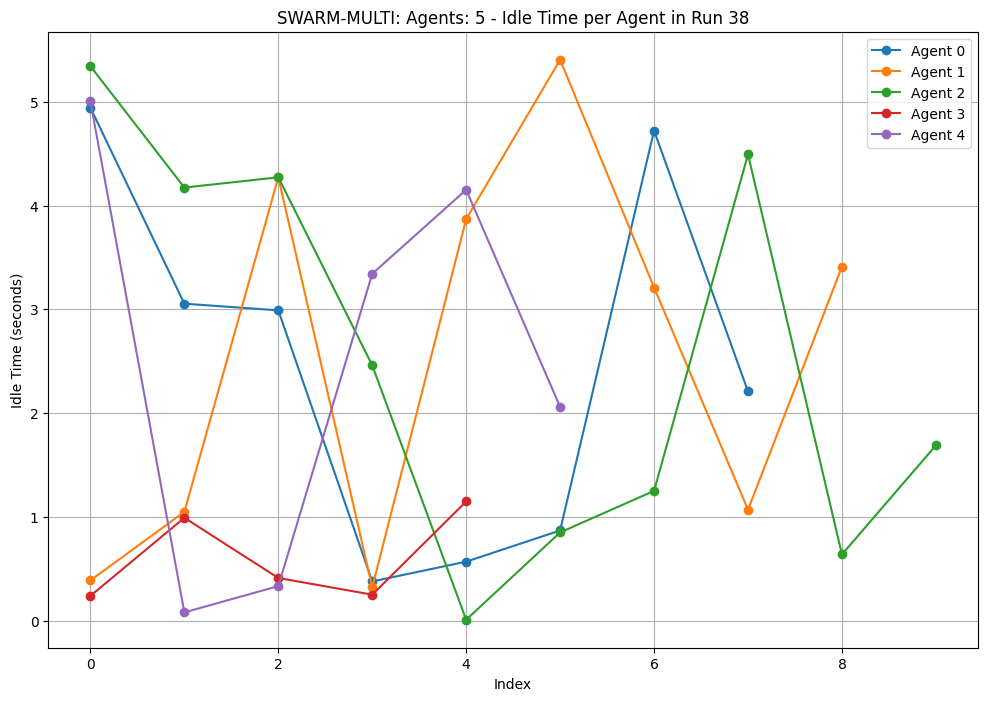 SWARM-MULTI: Agents: 5 - Idle Time per Agent in Run 38
Agent 0
Agent 1
Agent 2
Agent 3
Agent 4
Idle Time (seconds)
5
4
3
2
1
0
0
2
4
6
8
Index